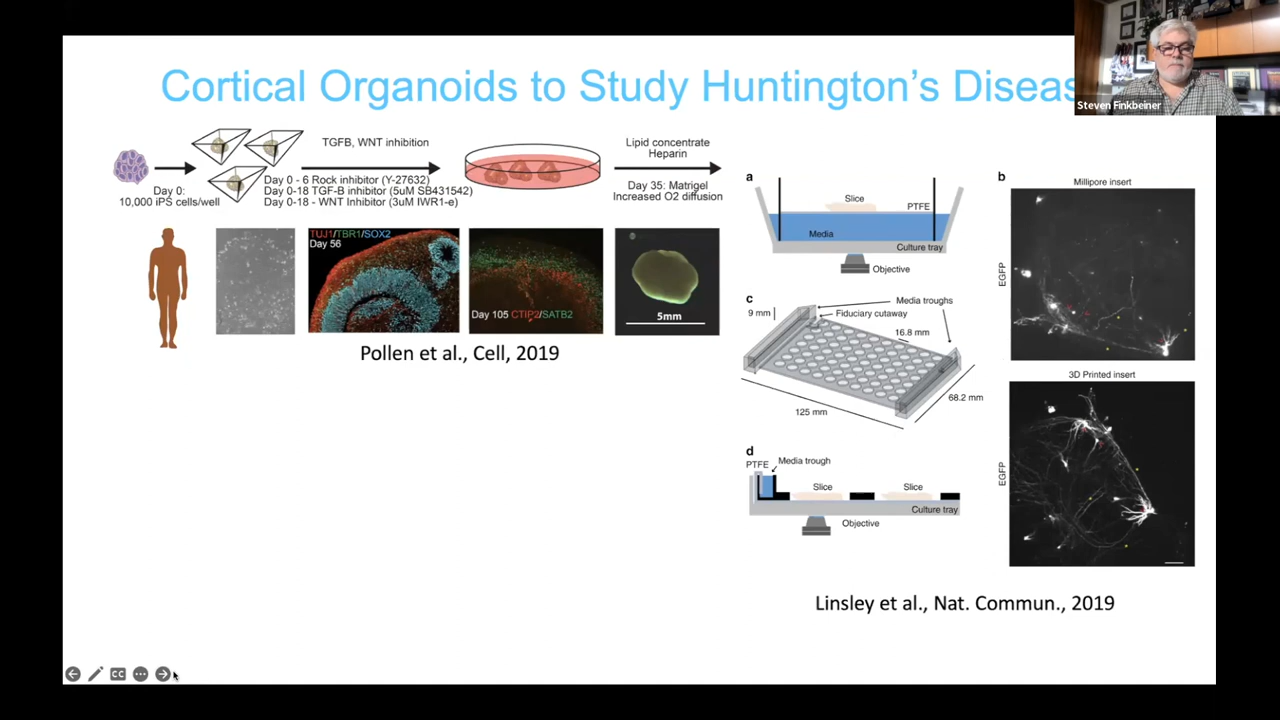 Cortical Organoids to Study Huntington's Diseas
Steven Finkbeiner
TGFB, WNT inhibition
Day 0:
10,000 iPS cells/well
Day 0 - 6 Rock inhibitor (Y-27632)
Day 0-18 TGF-B inhibitor (5uM SB431542)
Day 0-18 - WNT Inhibitor (3uM IWR1-e)
Lipid concentrate
Heparin
Day 35: Matrigel
Increased O2 diffusion
TUJ1/TBR1/SOX2
Day 56
Day 105 CTIP2/SATB2
5mm
Pollen et al., Cell, 2019
a
Slice
PTFE
Media
Culture tray
Objective
b
Millipore insert
EGFP
3D Printed insert
EGFP
c
Media troughs
9 mm
Fiduciary cutaway
16.8 mm
68.2 mm
125 mm
d
PTFE
Media trough
Slice
Slice
Culture tray
Objective
Linsley et al., Nat. Commun., 2019
CC